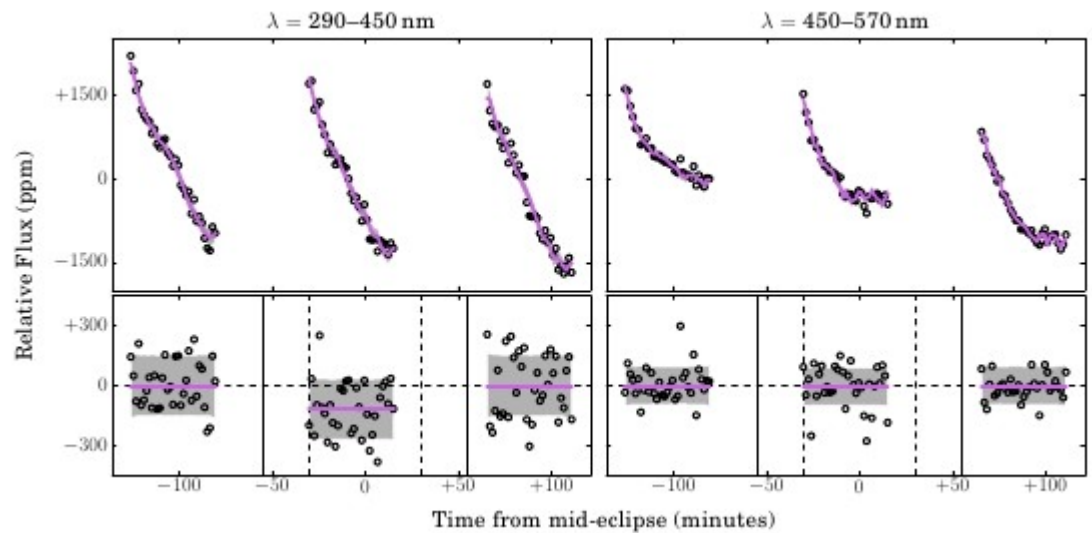 λ = 290–450 nm
λ = 450–570 nm
Relative Flux (ppm)
+1500
0
−1500
+300
0
−300
−100 −50 0 +50 +100
−100 −50 0 +50 +100
Time from mid-eclipse (minutes)